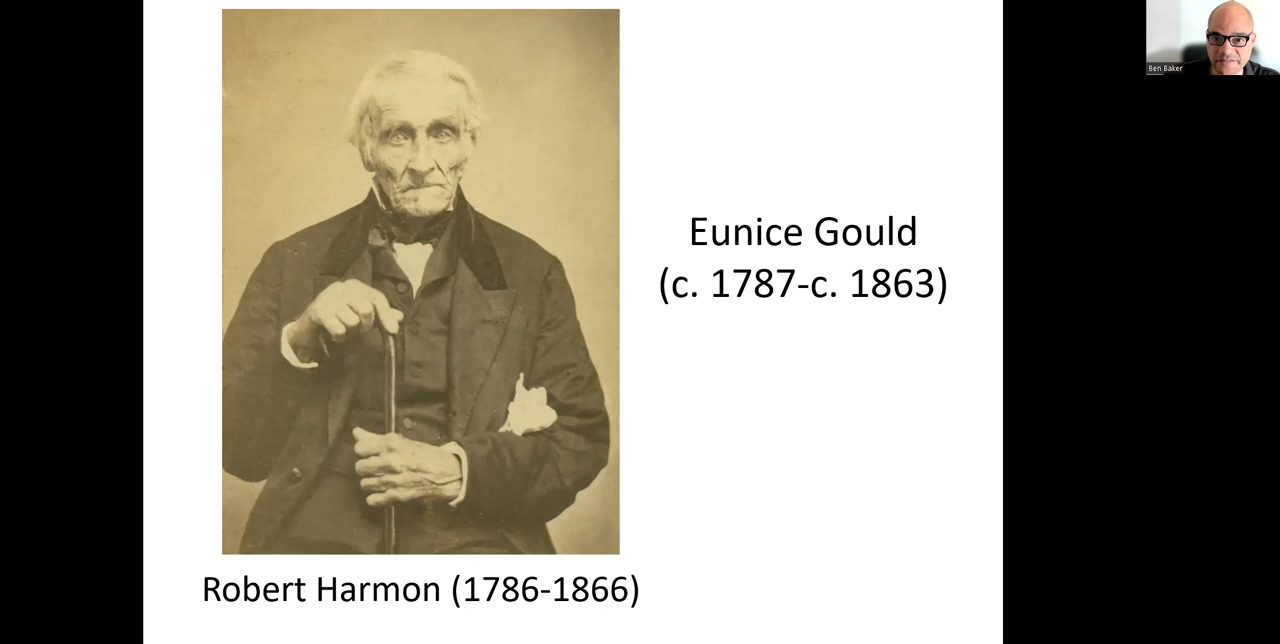 Ben Baker
Eunice Gould
(c. 1787-c. 1863)
Robert Harmon (1786-1866)